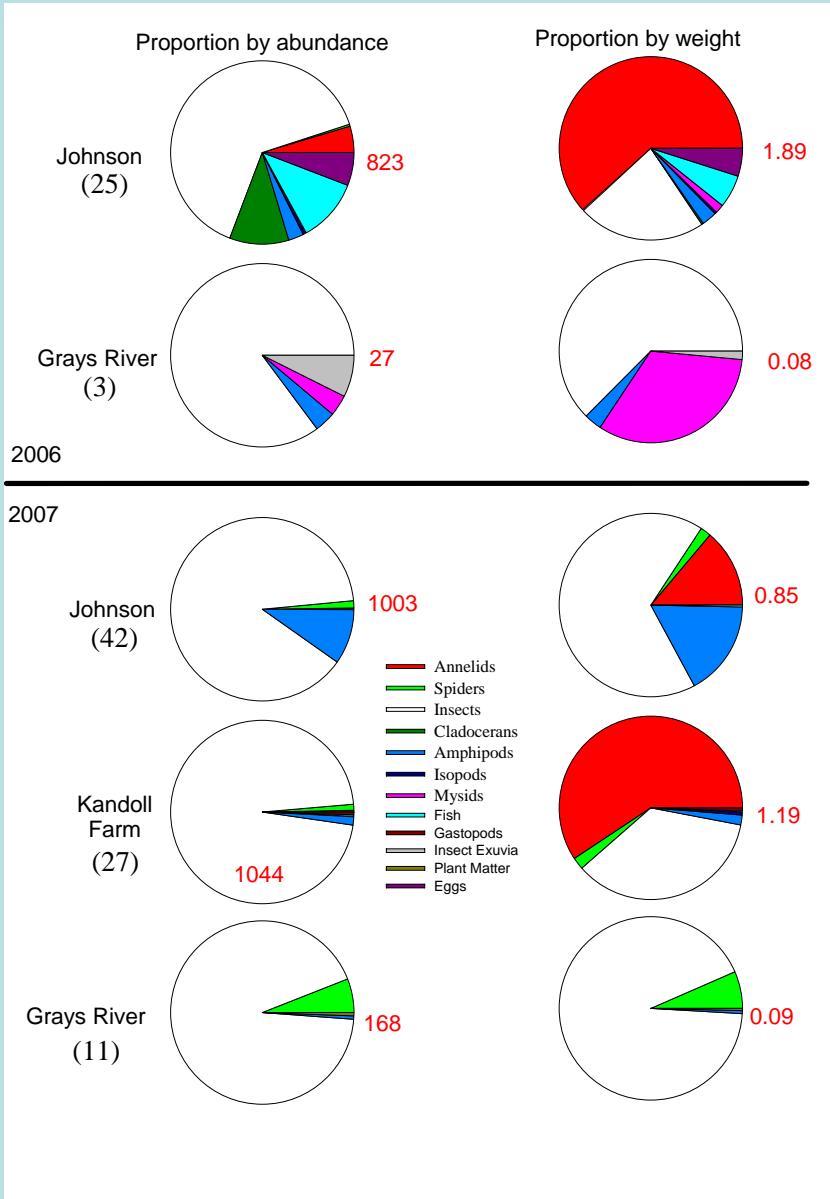 Proportion by abundance
Proportion by weight
Johnson
(25)
823
1.89
Grays River
(3)
27
0.08
2006
2007
Johnson
(42)
1003
0.85
Annelids
Spiders
Insects
Cladocerans
Amphipods
Isopods
Mysids
Fish
Gastopods
Insect Exuvia
Plant Matter
Eggs
Kandoll
Farm
(27)
1044
1.19
Grays River
(11)
168
0.09